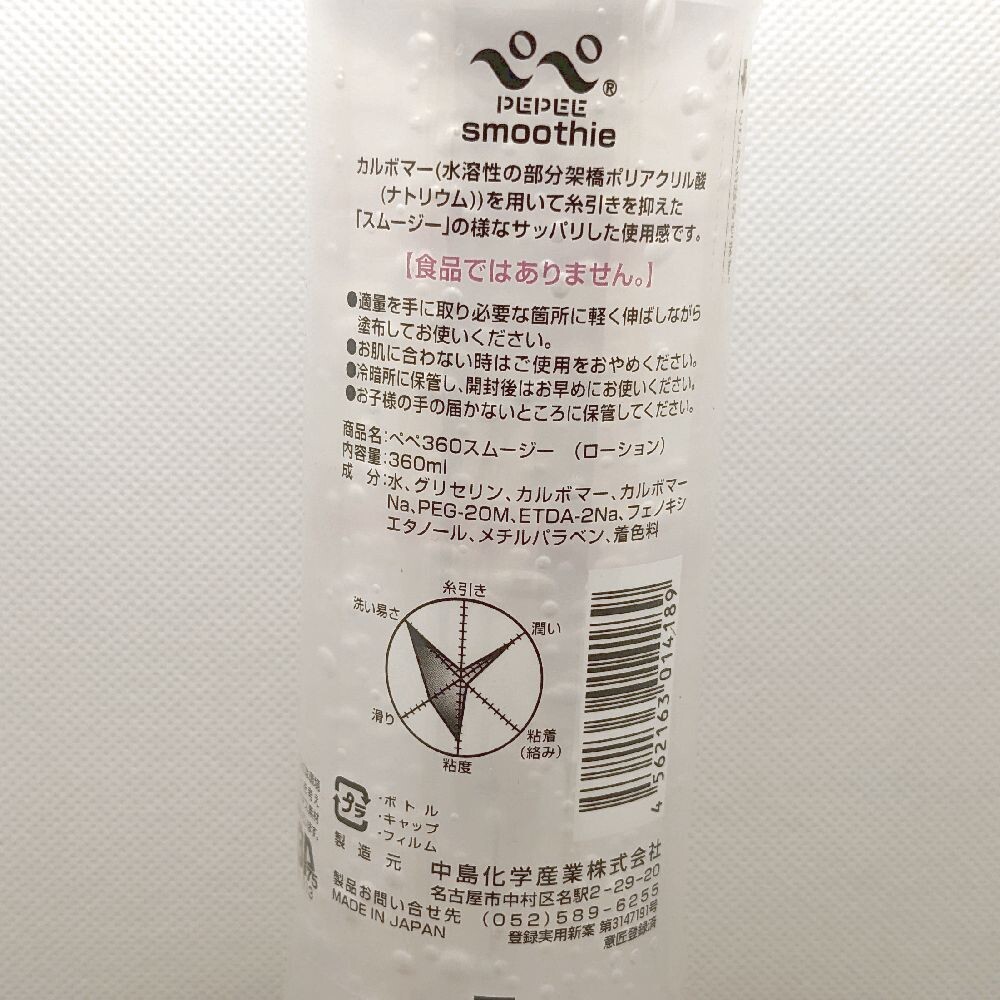 ペペ®
PEPEE
smoothie
カルボマー(水溶性の部分架橋ポリアクリル酸
(ナトリウム))を用いて糸引きを抑えた
「スムージー」の様なサッパリした使用感です。
【食品ではありません。】
●適量を手に取り必要な箇所に軽く伸ばしながら
塗布してお使いください。
●お肌に合わない時はご使用をおやめください。
●冷暗所に保管し、開封後はお早めにお使いください。
●お子様の手の届かないところに保管してください。
商品名:ペペ360スムージー (ローション)
内容量:360ml
成 分:水、グリセリン、カルボマー、カルボマー
Na、PEG-20M、ETDA-2Na、フェノキシ
エタノール、メチルパラベン、着色料
糸引き
洗い易さ
潤い
滑り
粘着
(絡み)
粘度
4 562163 014189
プラ
・ボトル
・キャップ
・フィルム
製造元 中島化学産業株式会社
名古屋市中村区名駅2-29-20
製品お問い合せ先 (052)589-6255
MADE IN JAPAN
登録実用新案 第3147191号
意匠登録済